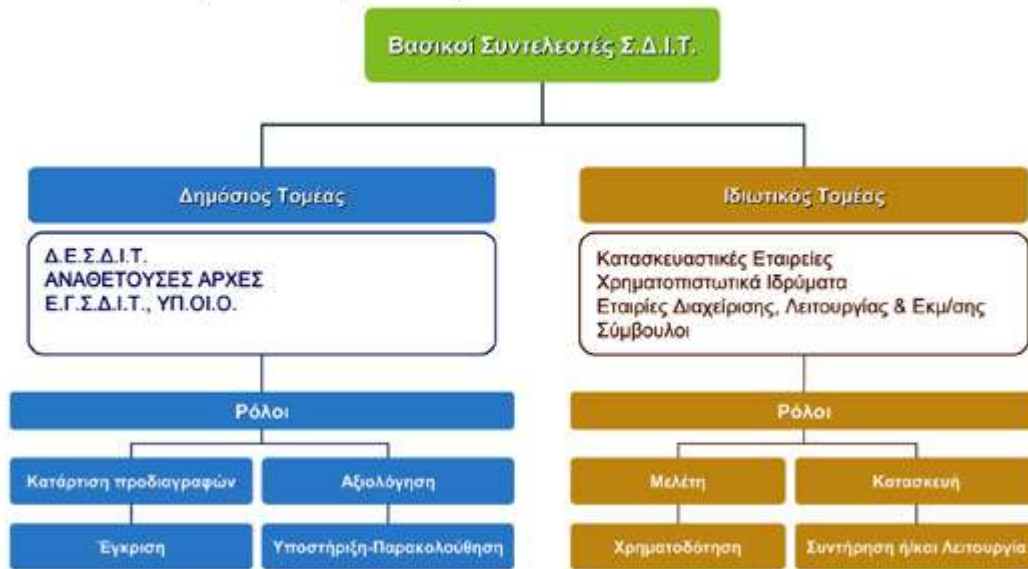 Βασικοί Συντελεστές Σ.Δ.Ι.Τ.
Δημόσιος Τομέας
Δ.Ε.Σ.Δ.Ι.Τ.
ΑΝΑΘΕΤΟΥΣΕΣ ΑΡΧΕΣ
Ε.Γ.Σ.Δ.Ι.Τ., ΥΠ.ΟΙ.Ο.
Ρόλοι
Κατάρτιση προδιαγραφών
Αξιολόγηση
Έγκριση
Υποστήριξη-Παρακολούθηση
Ιδιωτικός Τομέας
Κατασκευαστικές Εταιρείες
Χρηματοπιστωτικά Ιδρύματα
Εταιρίες Διαχείρισης, Λειτουργίας & Εκμ/σης
Σύμβουλοι
Ρόλοι
Μελέτη
Κατασκευή
Χρηματοδότηση
Συντήρηση ή/και Λειτουργία